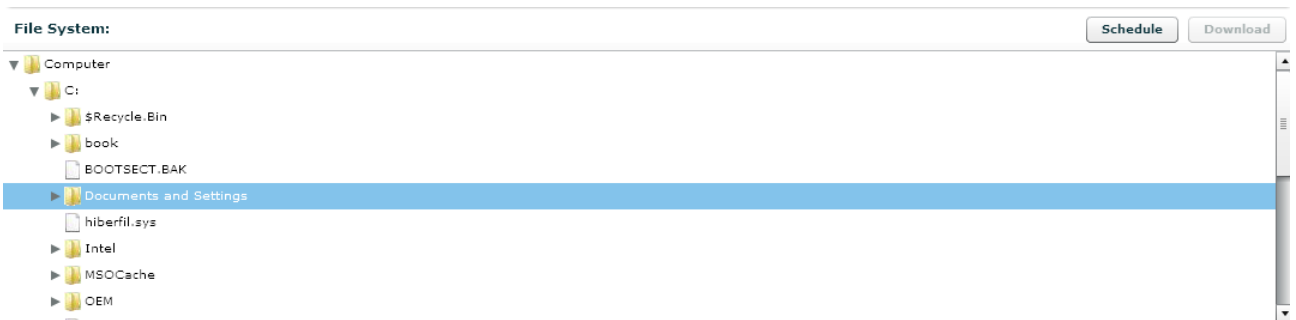 File System:
Schedule
Download
Computer
C:
$Recycle.Bin
book
BOOTSECT.BAK
Documents and Settings
hiberfil.sys
Intel
MSOCache
OEM